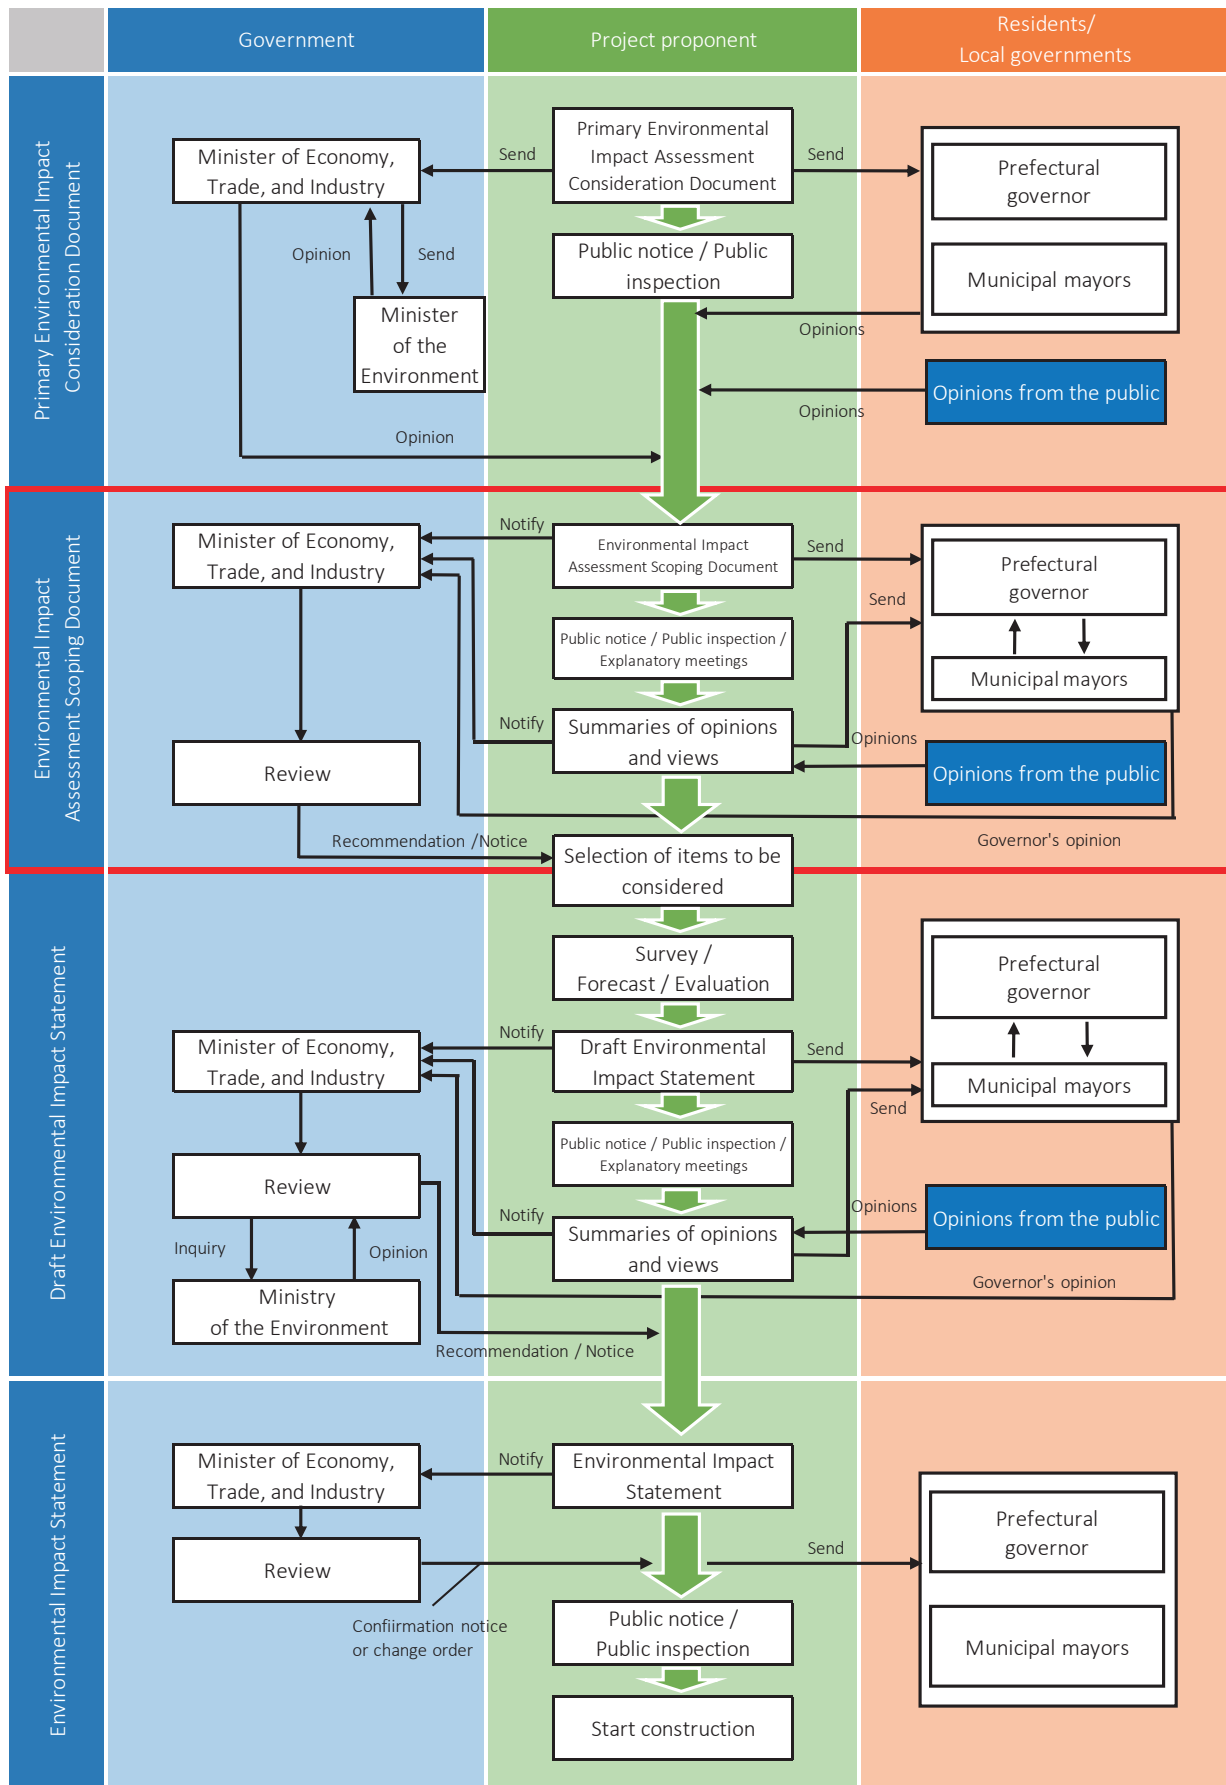 Government
Project proponent
Residents/
Local governments
Primary Environmental Impact
Consideration Document
Minister of Economy,
Trade, and Industry
Send
Primary Environmental
Impact Assessment
Consideration Document
Send
Prefectural
governor
Municipal mayors
Opinion
Send
Public notice / Public
inspection
Minister
of the
Environment
Opinions
Opinions from the public
Opinions
Opinion
Environmental Impact
Assessment Scoping Document
Minister of Economy,
Trade, and Industry
Notify
Environmental Impact
Assessment Scoping Document
Send
Prefectural
governor
Send
Municipal mayors
Public notice / Public inspection /
Explanatory meetings
Notify
Summaries of opinions
and views
Opinions
Opinions from the public
Review
Governor's opinion
Recommendation /Notice
Selection of items to be
considered
Draft Environmental Impact Statement
Survey /
Forecast / Evaluation
Prefectural
governor
Municipal mayors
Minister of Economy,
Trade, and Industry
Notify
Draft Environmental
Impact Statement
Send
Send
Public notice / Public inspection /
Explanatory meetings
Review
Notify
Summaries of opinions
and views
Opinions
Opinions from the public
Inquiry
Opinion
Governor's opinion
Ministry
of the Environment
Recommendation / Notice
Environmental Impact Statement
Minister of Economy,
Trade, and Industry
Notify
Environmental Impact
Statement
Prefectural
governor
Send
Review
Municipal mayors
Confiirmation notice
or change order
Public notice /
Public inspection
Start construction